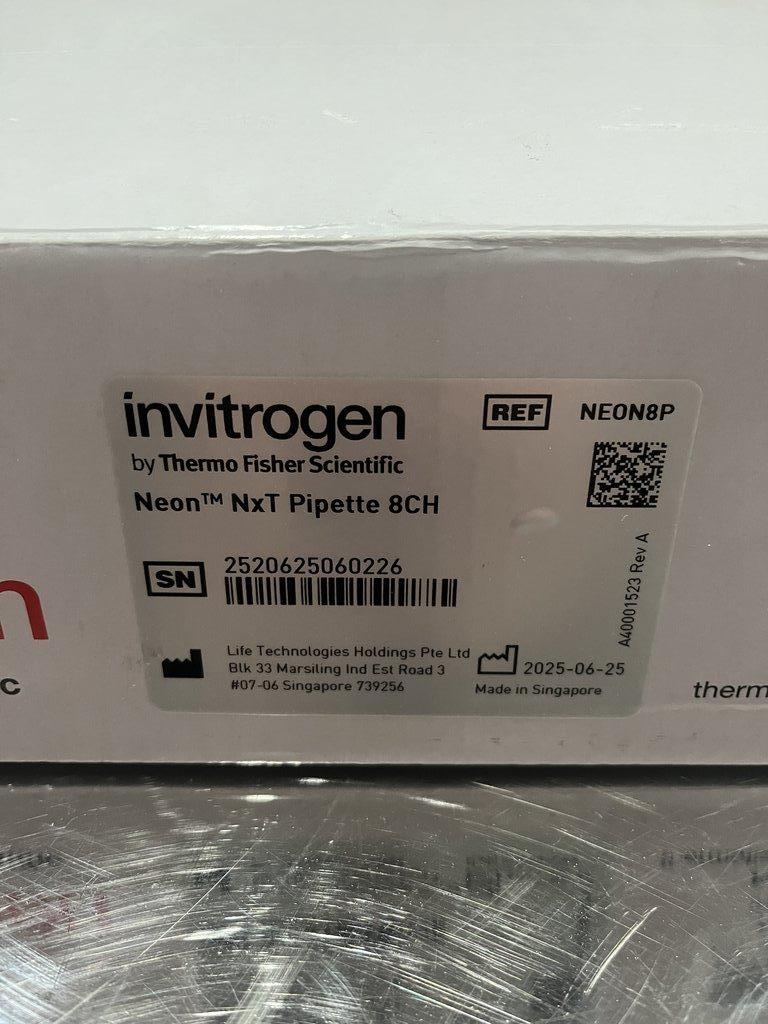 invitrogen
by Thermo Fisher Scientific
Neon™ NxT Pipette 8CH
REF NEON8P
SN 2520625060226
A40001523 Rev A
Life Technologies Holdings Pte Ltd
Blk 33 Marsiling Ind Est Road 3
#07-06 Singapore 739256
2025-06-25
Made in Singapore
n
c
therm